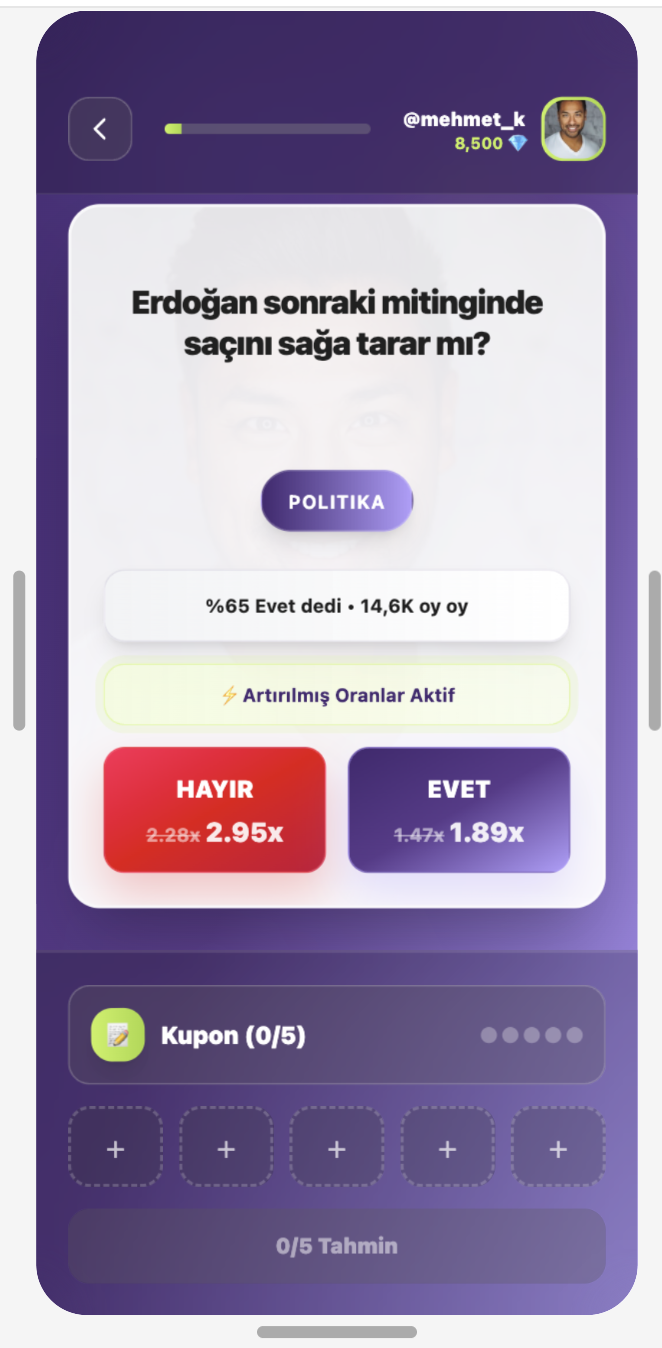 @mehmet_k
8,500 💎
Erdoğan sonraki mitinginde
saçını sağa tarar mı?
POLITIKA
%65 Evet dedi • 14,6K oy oy
⚡ Artırılmış Oranlar Aktif
HAYIR
2.28x 2.95x
EVET
1.47x 1.89x
Kupon (0/5)
+ + + + +
0/5 Tahmin